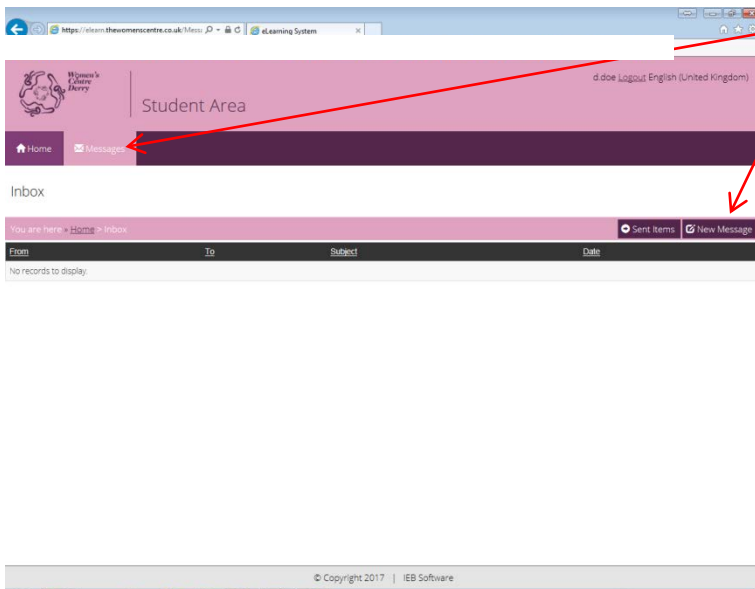 https://elearn.thewomenscentre.co.uk/Mess
eLearning System
Women's
Centre
Derry
Student Area
d.doe Logout English (United Kingdom)
Home
Messages
Inbox
You are here » Home > Inbox
Sent Items
New Message
From To Subject Date
No records to display.
© Copyright 2017 | IEB Software